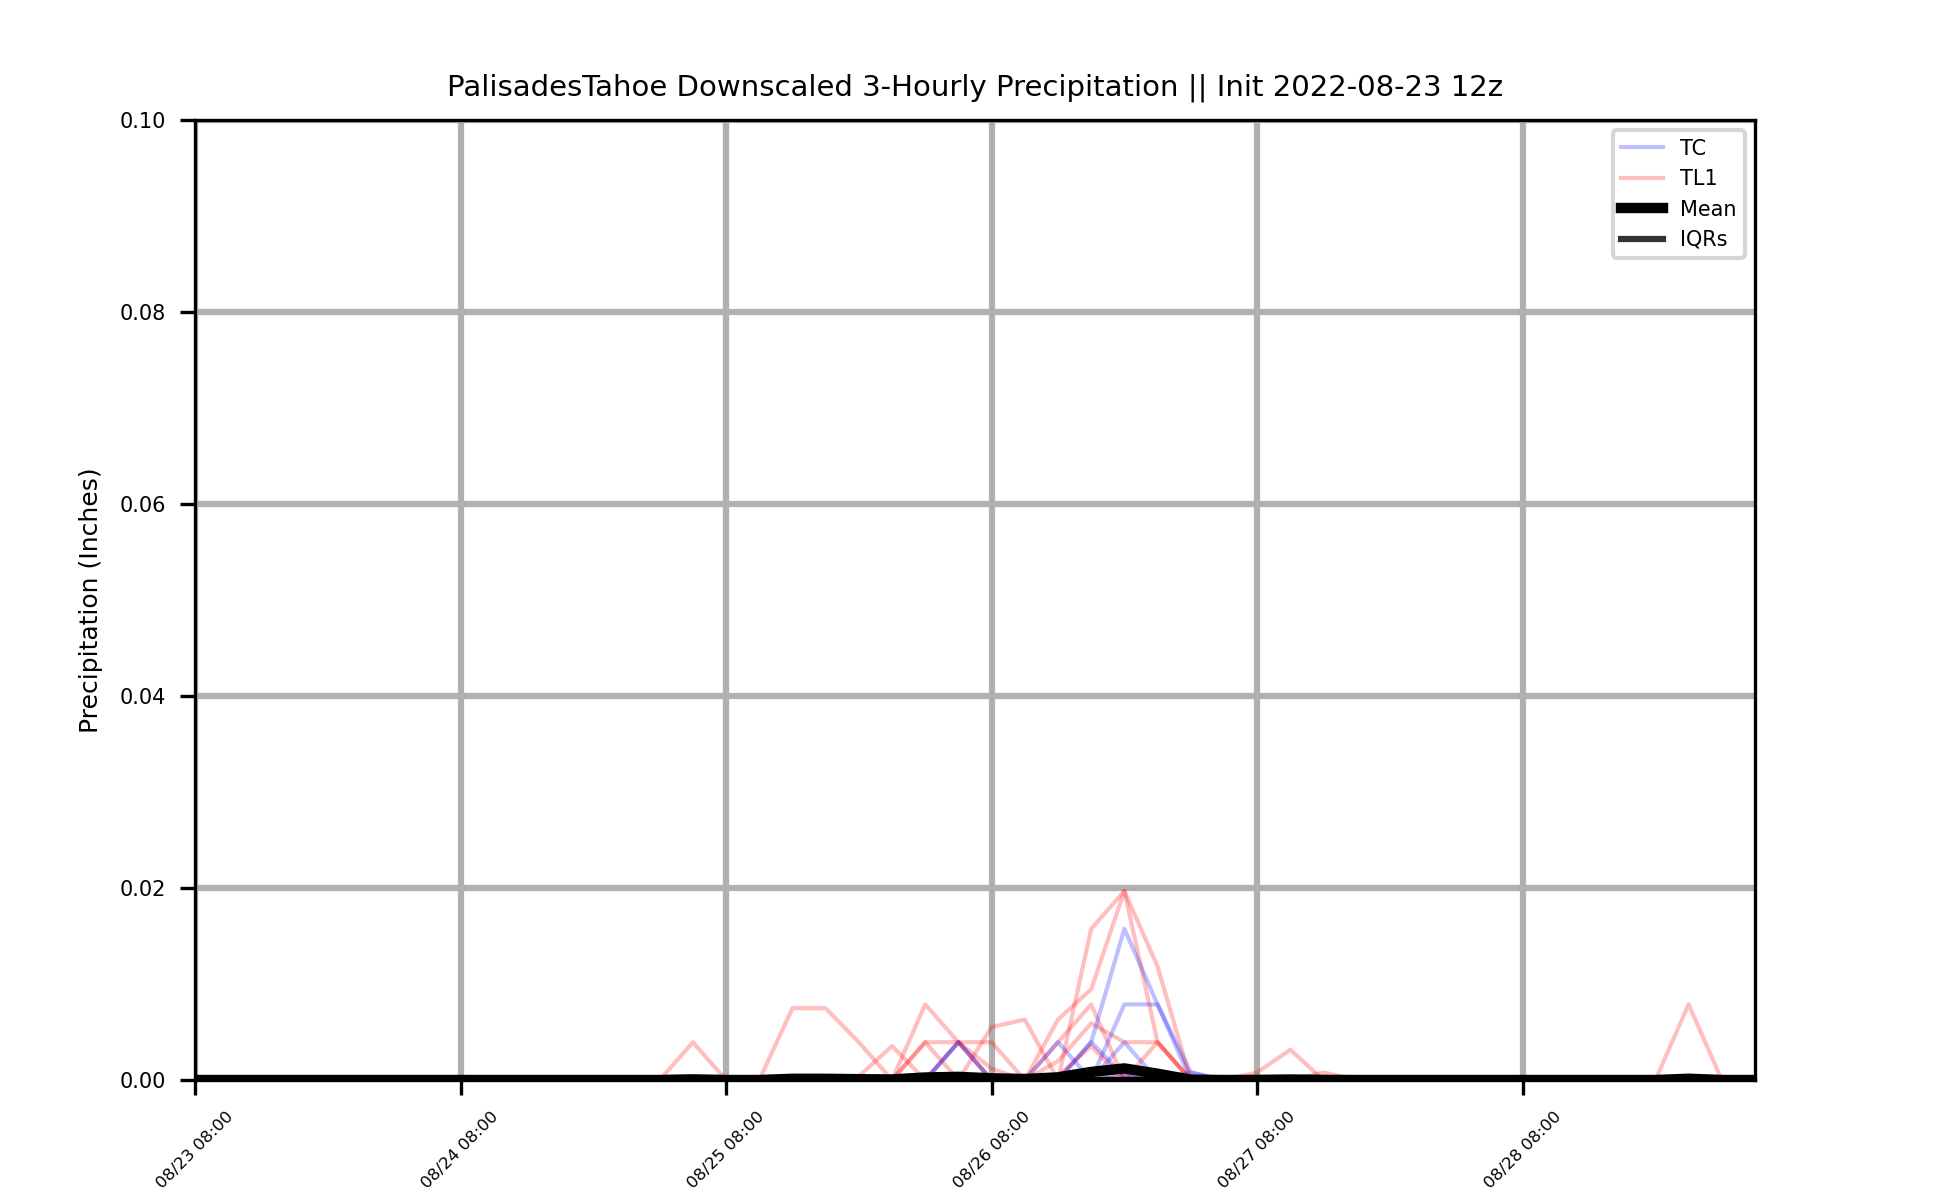 PalisadesTahoe Downscaled 3-Hourly Precipitation || Init 2022-08-23 12z
TC
TL1
Mean
IQRs
Precipitation (Inches)
0.10
0.08
0.06
0.04
0.02
0.00
08/23 08:00
08/24 08:00
08/25 08:00
08/26 08:00
08/27 08:00
08/28 08:00